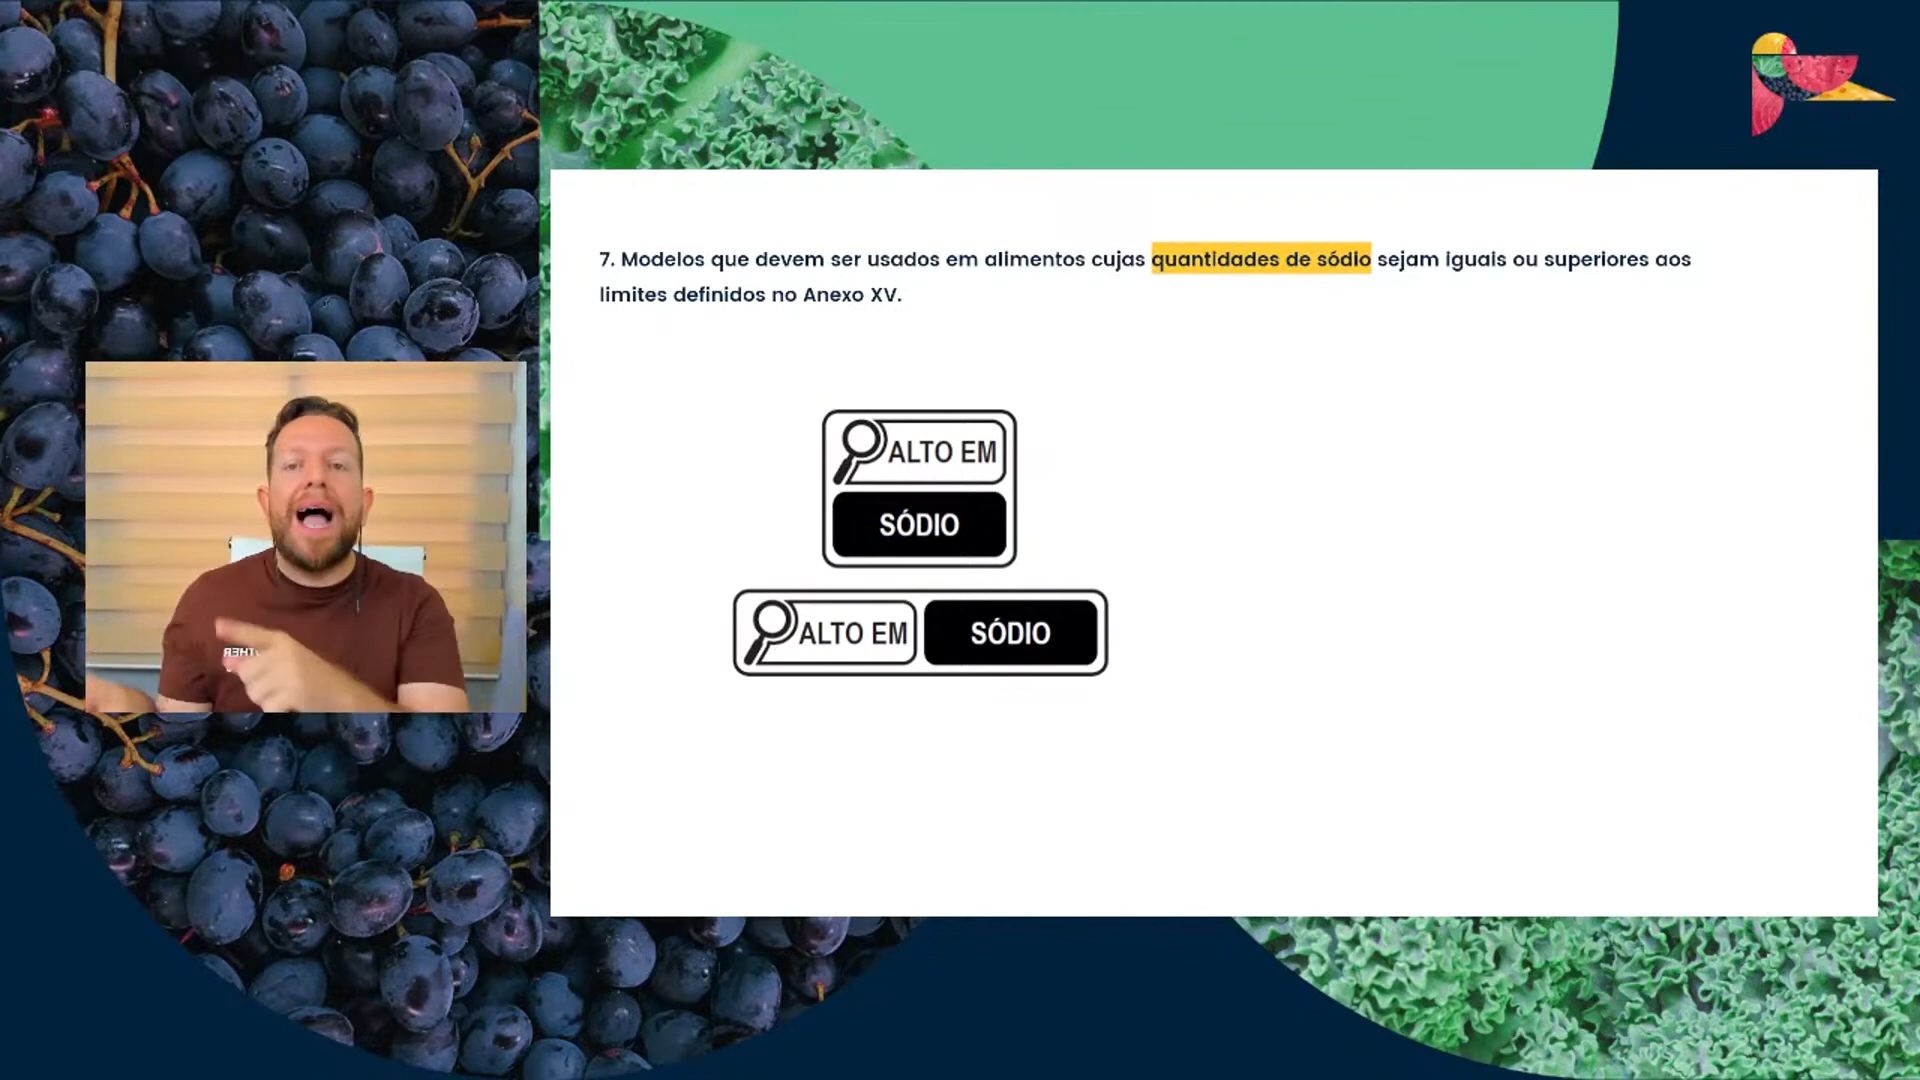 7. Modelos que devem ser usados em alimentos cujas quantidades de sódio sejam iguais ou superiores aos
limites definidos no Anexo XV.
ALTO EM
SÓDIO
ALTO EM SÓDIO